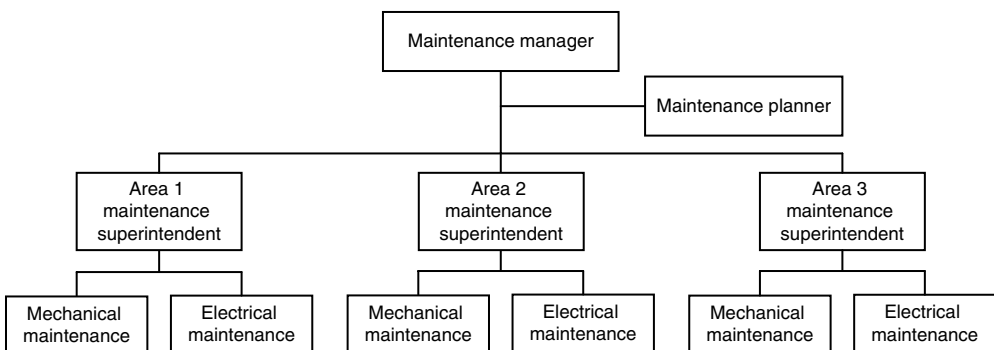 Maintenance manager
Maintenance planner
Area 1
maintenance
superintendent
Area 2
maintenance
superintendent
Area 3
maintenance
superintendent
Mechanical
maintenance
Electrical
maintenance
Mechanical
maintenance
Electrical
maintenance
Mechanical
maintenance
Electrical
maintenance